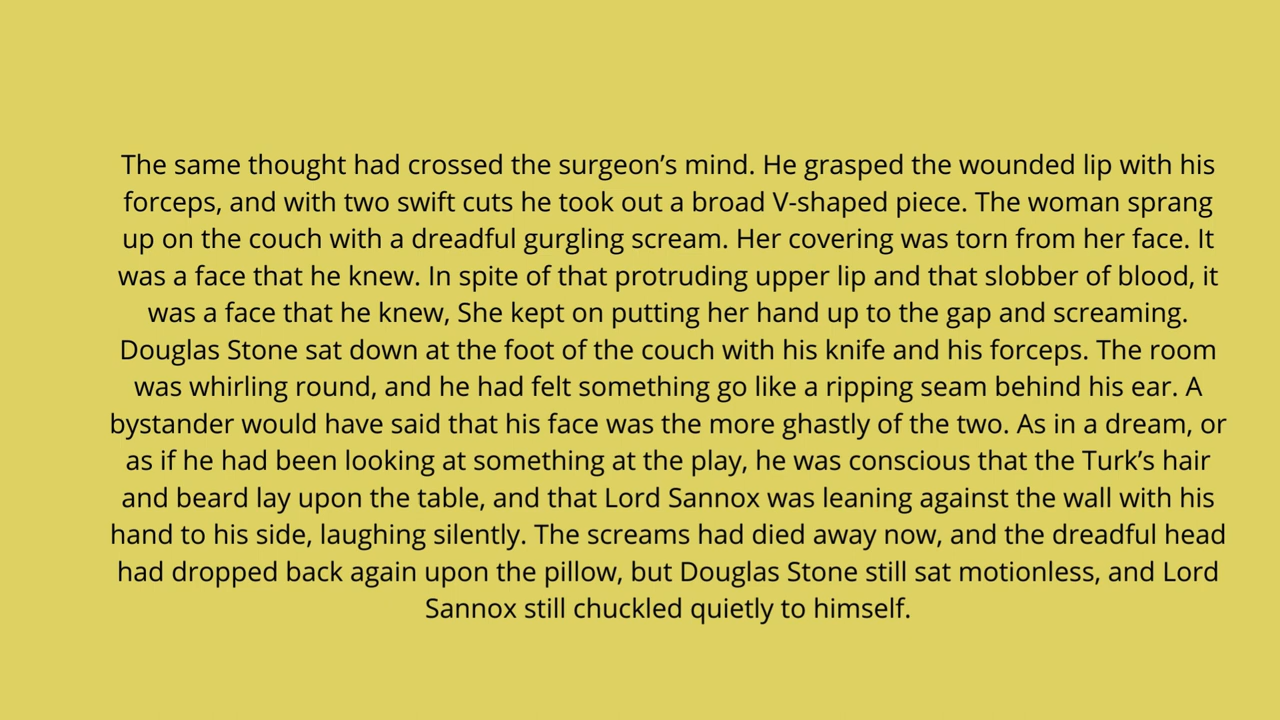 The same thought had crossed the surgeon’s mind. He grasped the wounded lip with his
forceps, and with two swift cuts he took out a broad V-shaped piece. The woman sprang
up on the couch with a dreadful gurgling scream. Her covering was torn from her face. It
was a face that he knew. In spite of that protruding upper lip and that slobber of blood, it
was a face that he knew, She kept on putting her hand up to the gap and screaming.
Douglas Stone sat down at the foot of the couch with his knife and his forceps. The room
was whirling round, and he had felt something go like a ripping seam behind his ear. A
bystander would have said that his face was the more ghastly of the two. As in a dream, or
as if he had been looking at something at the play, he was conscious that the Turk’s hair
and beard lay upon the table, and that Lord Sannox was leaning against the wall with his
hand to his side, laughing silently. The screams had died away now, and the dreadful head
had dropped back again upon the pillow, but Douglas Stone still sat motionless, and Lord
Sannox still chuckled quietly to himself.